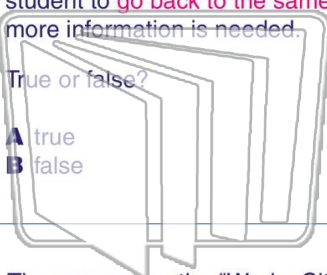 student to go back to the same
more information is needed.
True or false?
A true
B false